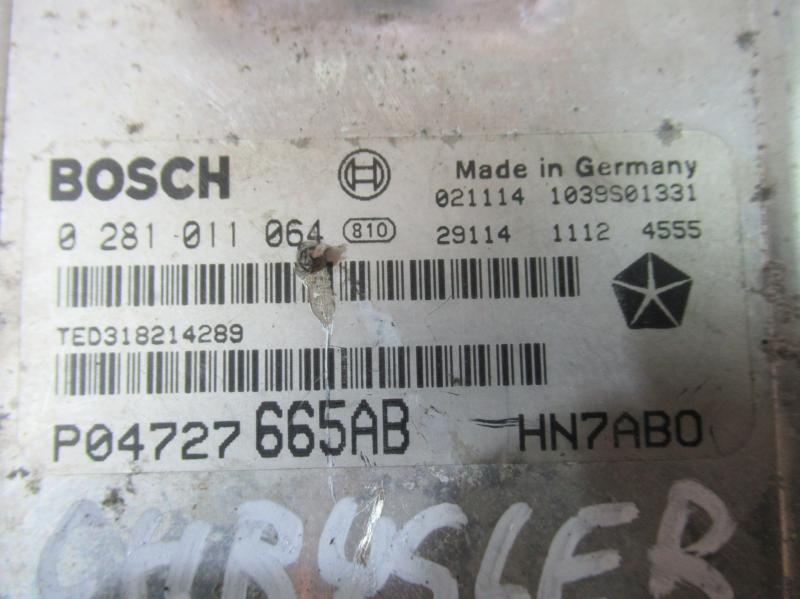 BOSCH
Made in Germany
021114 1039S01331
0 281 011 064 810
29114 1112 4555
TED318214289
P04727 665AB HN7AB0
CHRYSLER